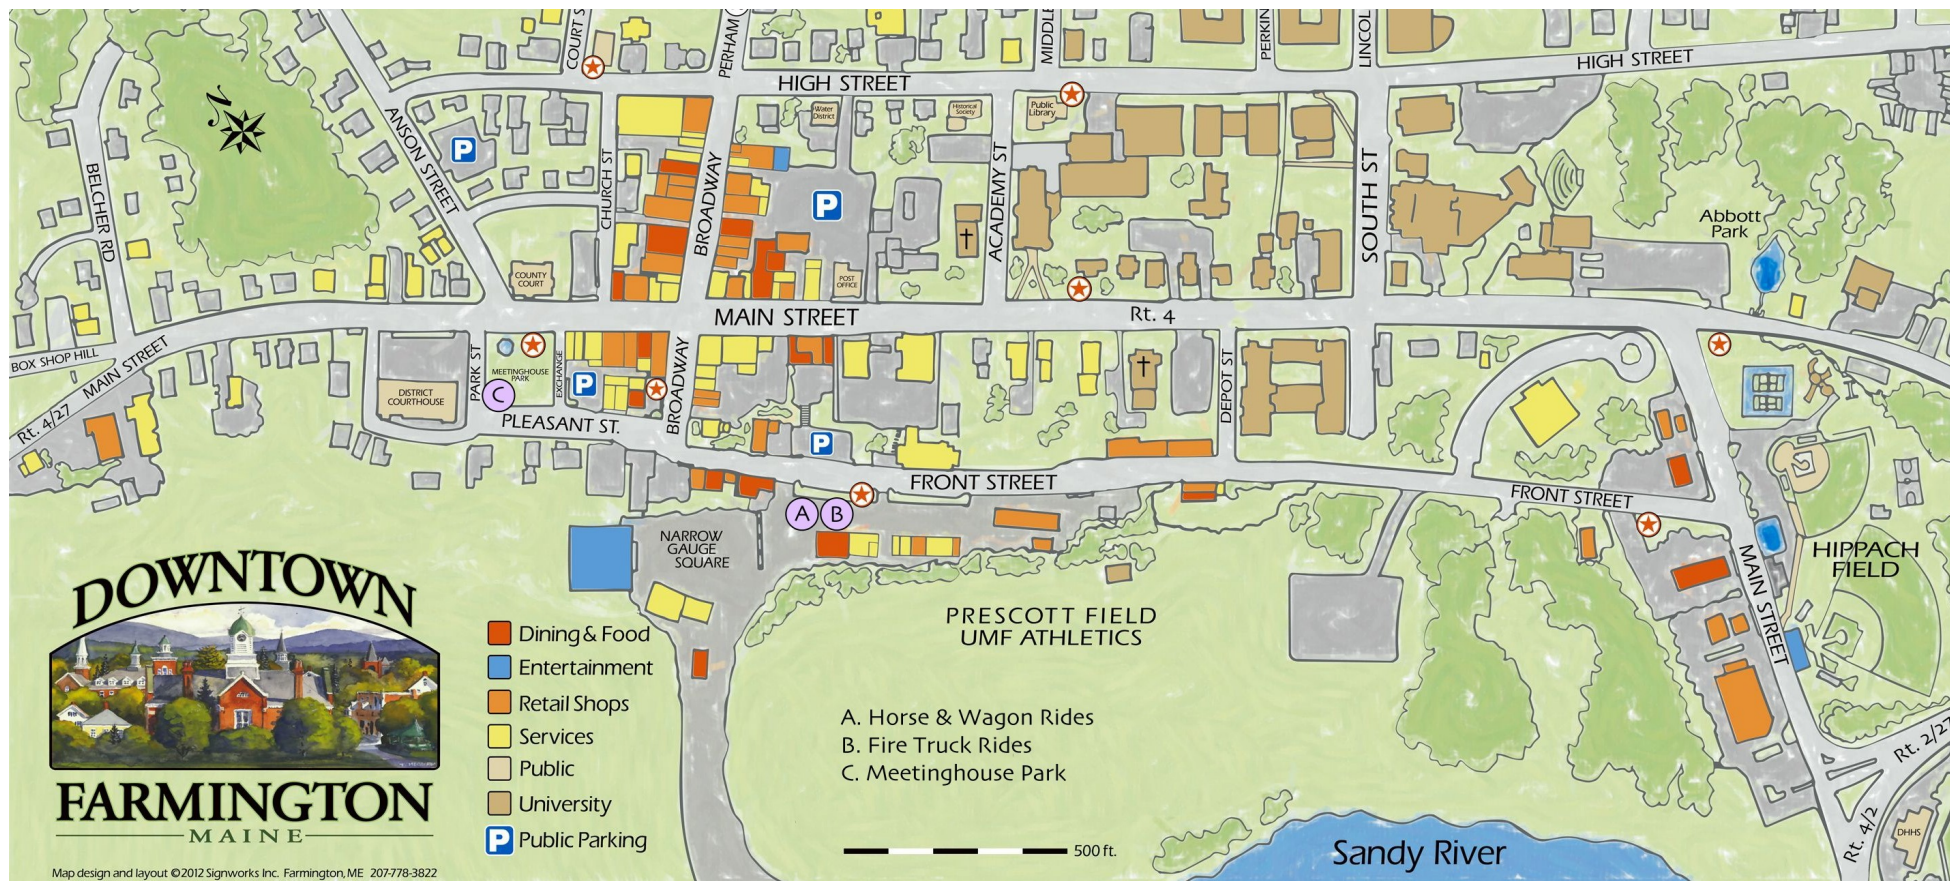 COURT S
PERHAM
MIDDLE
PERKIN
LINCOL
HIGH STREET
HIGH STREET
N
ANSON STREET
P
Water
District
Historical
Society
Public
Library
BELCHER RD
CHURCH ST
BROADWAY
P
ACADEMY ST
SOUTH ST
Abbott
Park
COUNTY
COURT
POST
OFFICE
MAIN STREET
Rt. 4
BOX SHOP HILL
MAIN STREET
Rt. 4/27
DISTRICT
COURTHOUSE
PARK ST
MEETINGHOUSE
PARK
C
EXCHANGE
P
BROADWAY
DEPOT ST
PLEASANT ST.
P
FRONT STREET
FRONT STREET
A
B
NARROW
GAUGE
SQUARE
MAIN STREET
HIPPACH
FIELD
PRESCOTT FIELD
UMF ATHLETICS
DOWNTOWN
FARMINGTON
MAINE
Dining & Food
Entertainment
Retail Shops
Services
Public
University
P Public Parking
A. Horse & Wagon Rides
B. Fire Truck Rides
C. Meetinghouse Park
500 ft.
Sandy River
Rt. 2/27
Rt. 4/2
DHHS
Map design and layout ©2012 Signworks Inc. Farmington, ME 207-778-3822